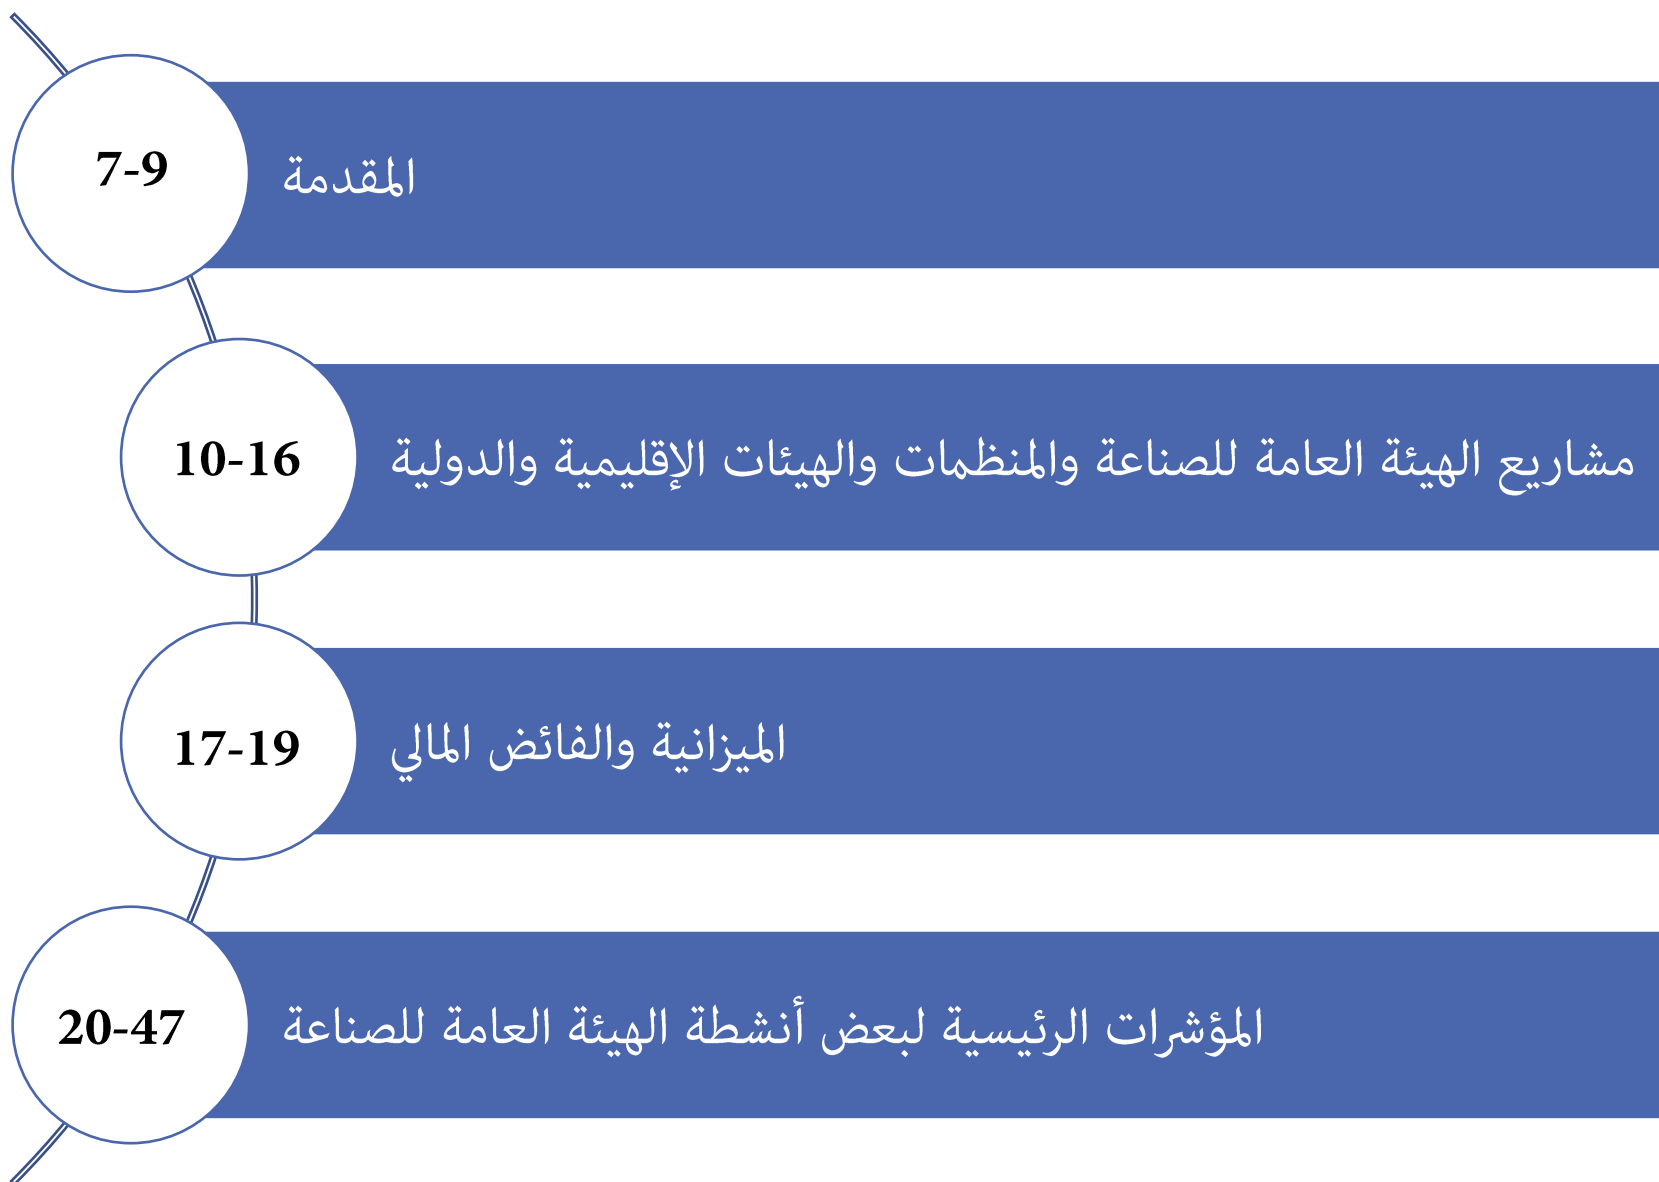 7-9
المقدمة
10-16
مشاريع الهيئة العامة للصناعة والمنظمات والهيئات الإقليمية والدولية
17-19
الميزانية والفائض المالي
20-47
المؤشرات الرئيسية لبعض أنشطة الهيئة العامة للصناعة